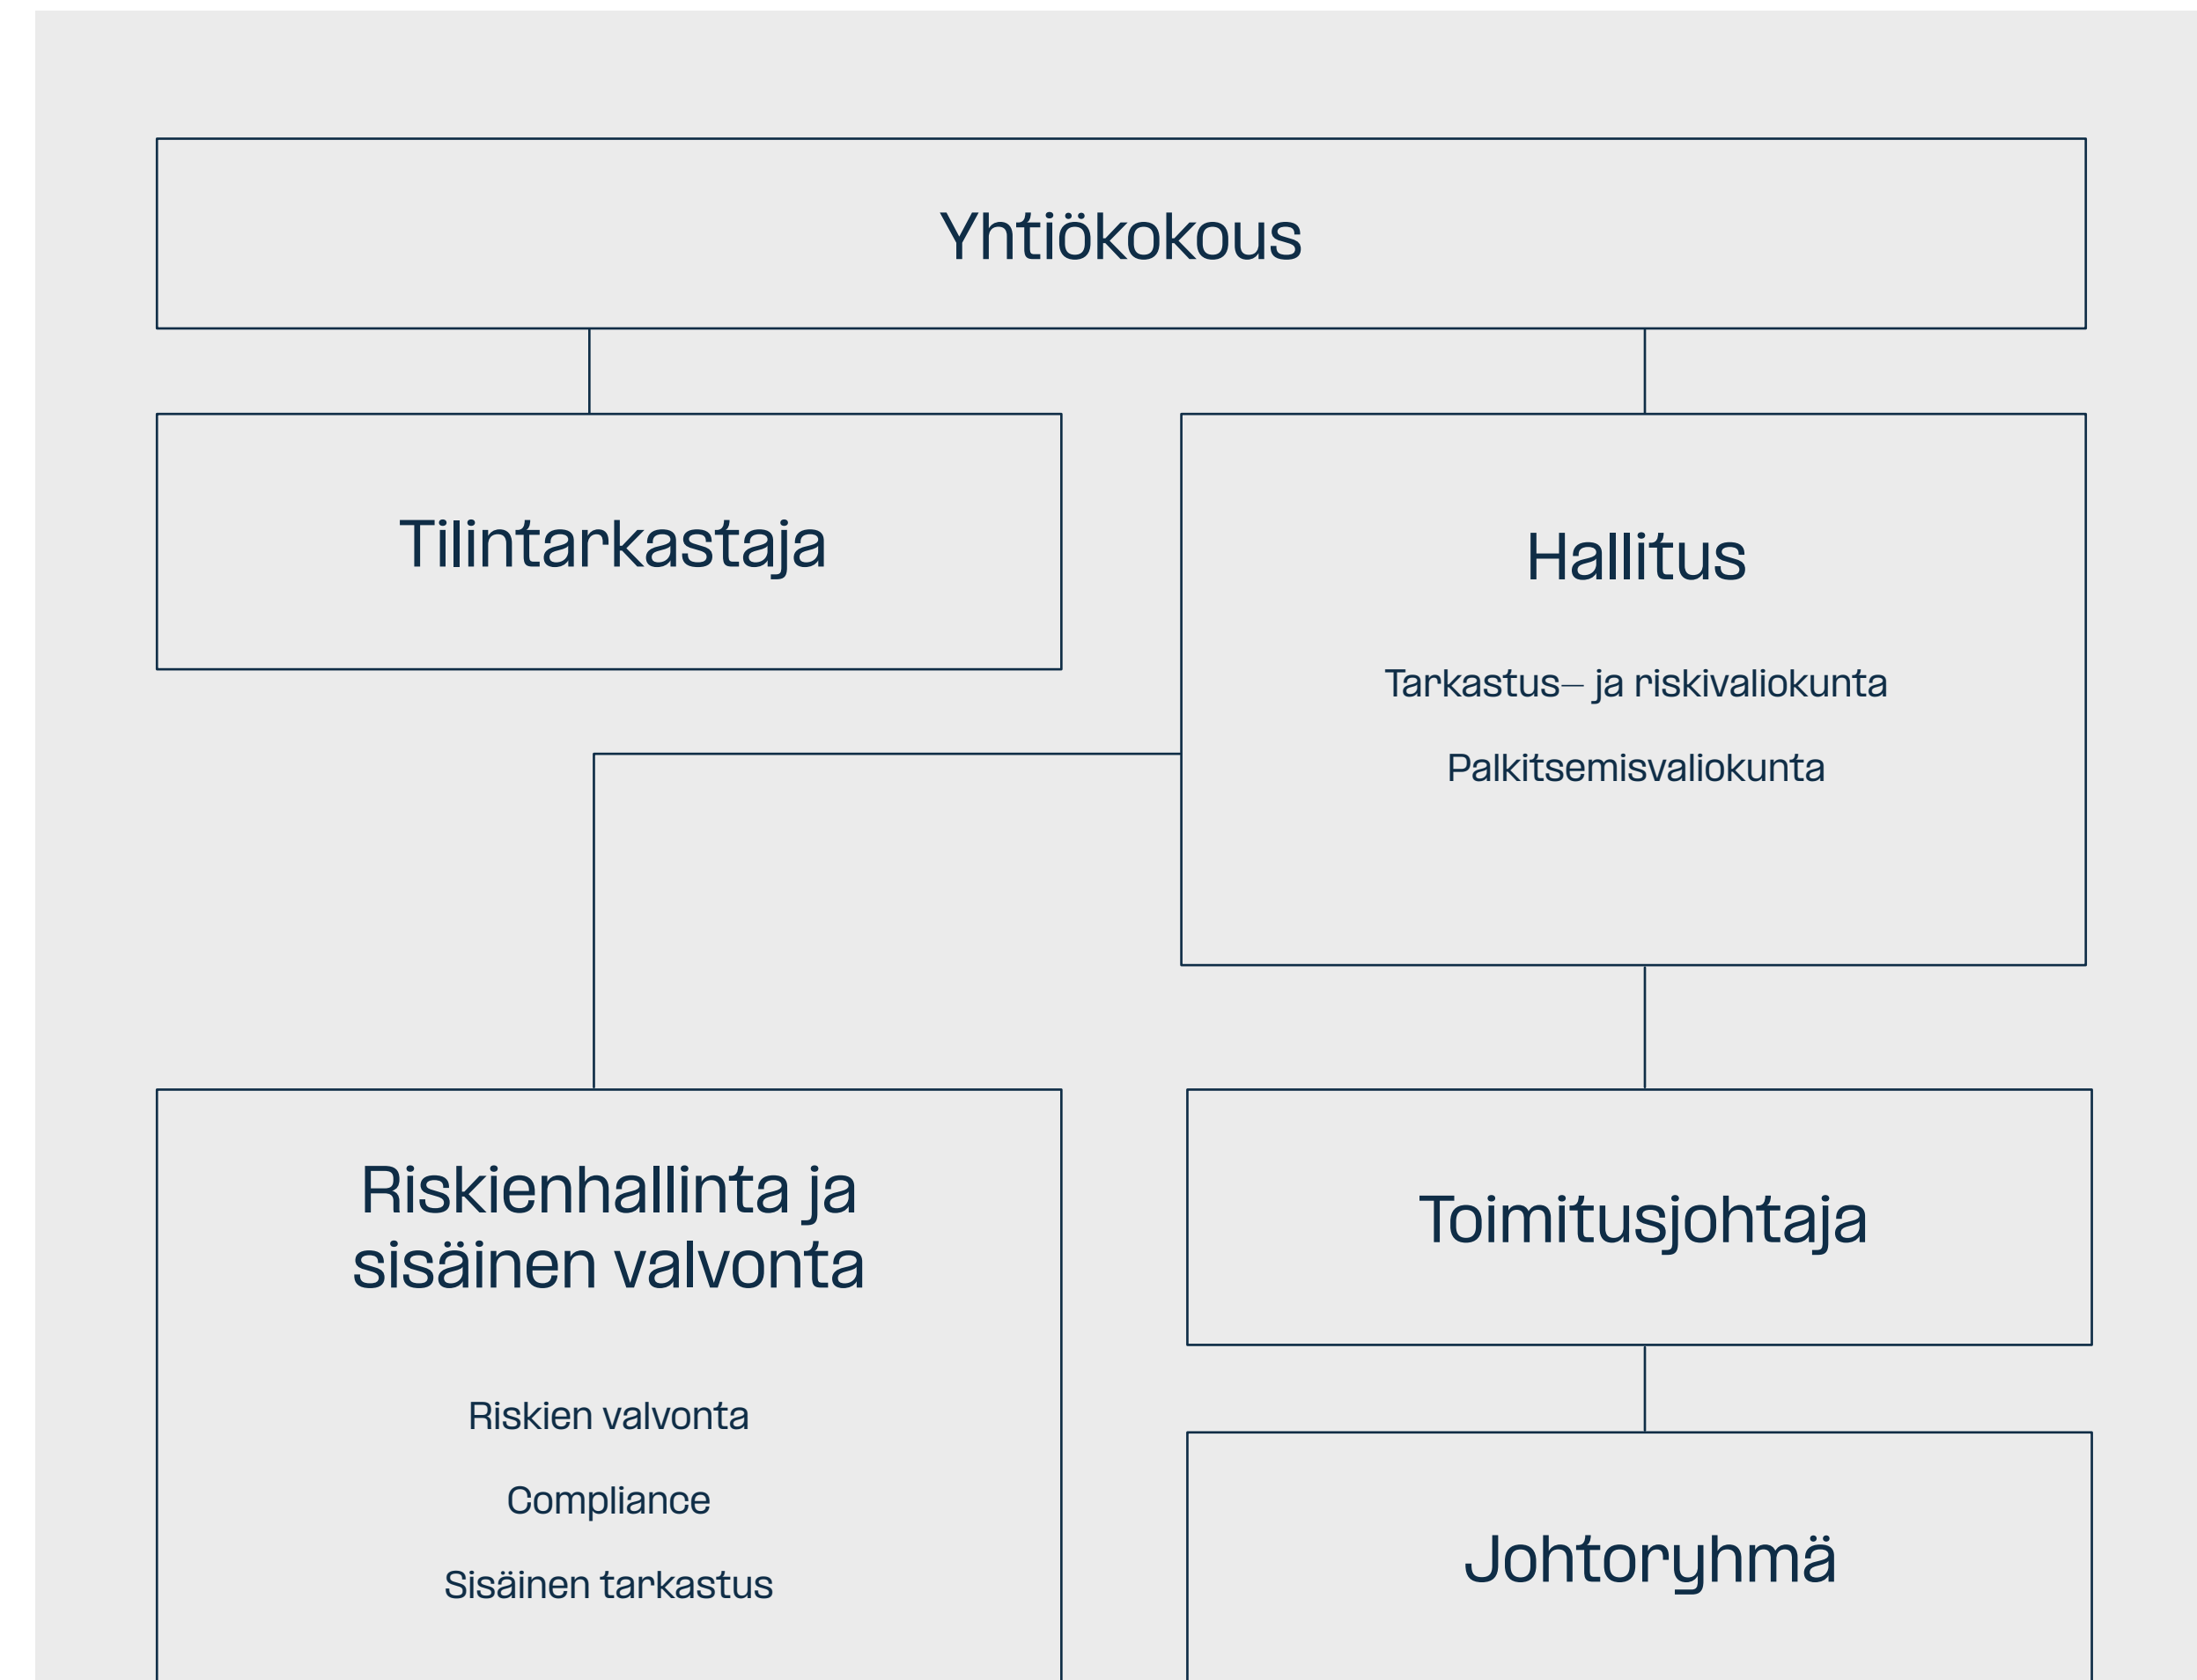 Yhtiökokous
Tilintarkastaja
Hallitus
Tarkastus– ja riskivaliokunta
Palkitsemisvaliokunta
Riskienhallinta ja
sisäinen valvonta
Riskien valvonta
Compliance
Sisäinen tarkastus
Toimitusjohtaja
Johtoryhmä